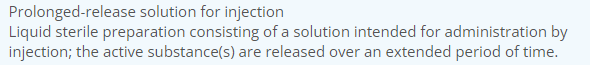 Prolonged-release solution for injection
Liquid sterile preparation consisting of a solution intended for administration by
injection; the active substance(s) are released over an extended period of time.